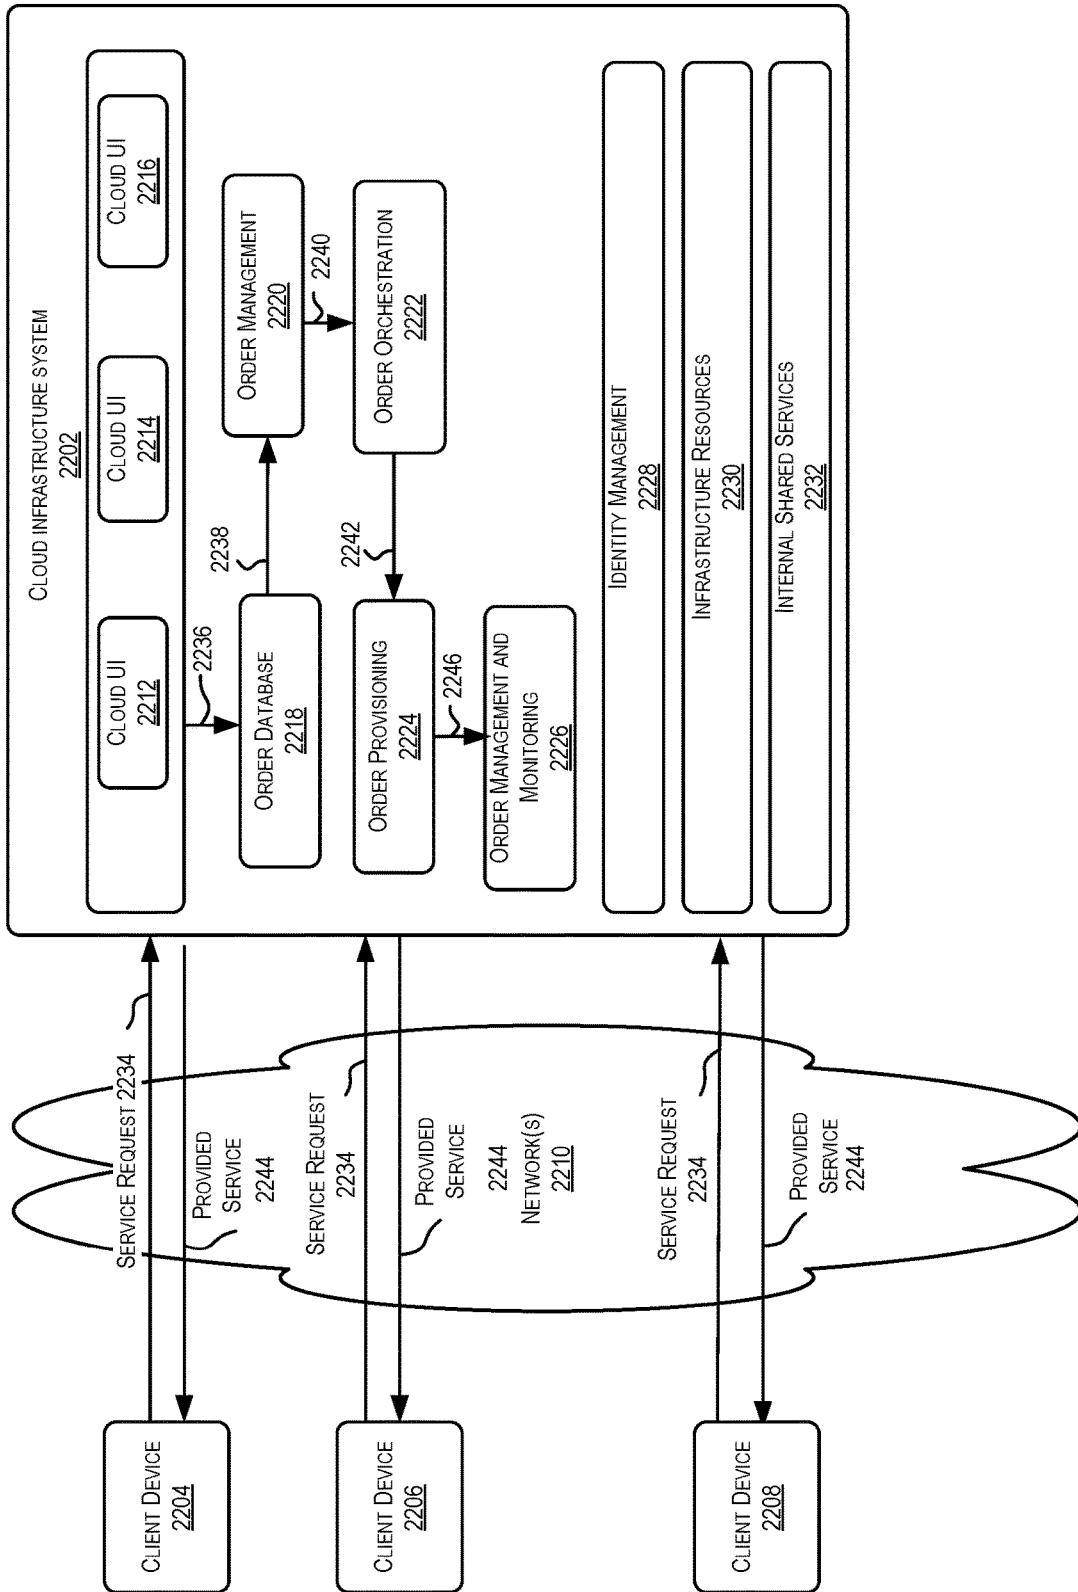 CLOUD INFRASTRUCTURE SYSTEM
2202
CLOUD UI
2212
CLOUD UI
2214
CLOUD UI
2216
2236
ORDER DATABASE
2218
2238
ORDER MANAGEMENT
2220
2240
ORDER ORCHESTRATION
2222
2242
ORDER PROVISIONING
2224
2246
ORDER MANAGEMENT AND
MONITORING
2226
IDENTITY MANAGEMENT
2228
INFRASTRUCTURE RESOURCES
2230
INTERNAL SHARED SERVICES
2232
SERVICE REQUEST 2234
PROVIDED
SERVICE
2244
SERVICE REQUEST
2234
PROVIDED
SERVICE
2244
NETWORK(S)
2210
SERVICE REQUEST
2234
PROVIDED
SERVICE
2244
CLIENT DEVICE
2204
CLIENT DEVICE
2206
CLIENT DEVICE
2208